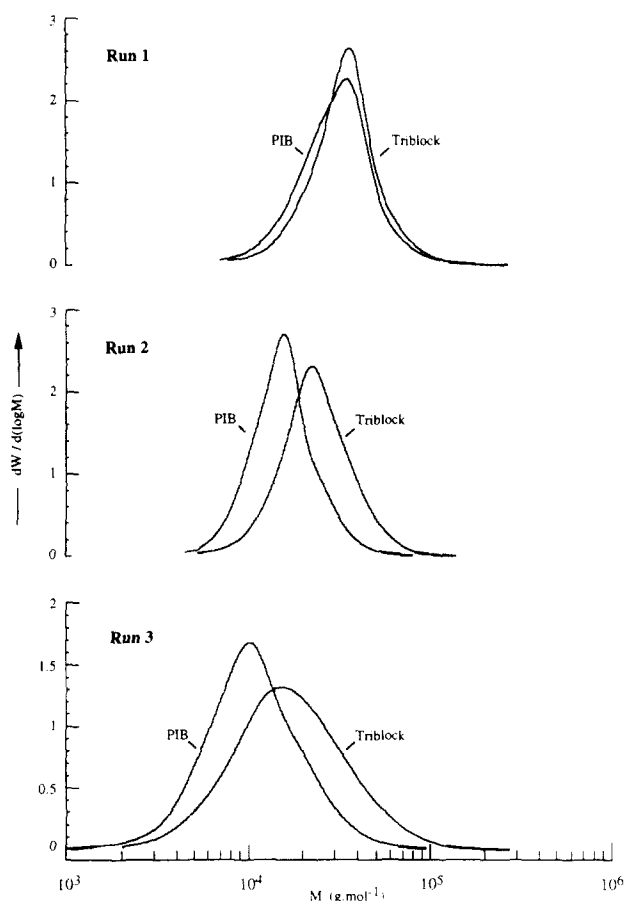 3
Run 1
2
PIB
Triblock
1
0
3
Run 2
2
PIB
Triblock
1
0
dW / d(logM)
2
Run 3
1.5
PIB
Triblock
1
0.5
0
10³ 10⁴ M (g.mol⁻¹) 10⁵ 10⁶